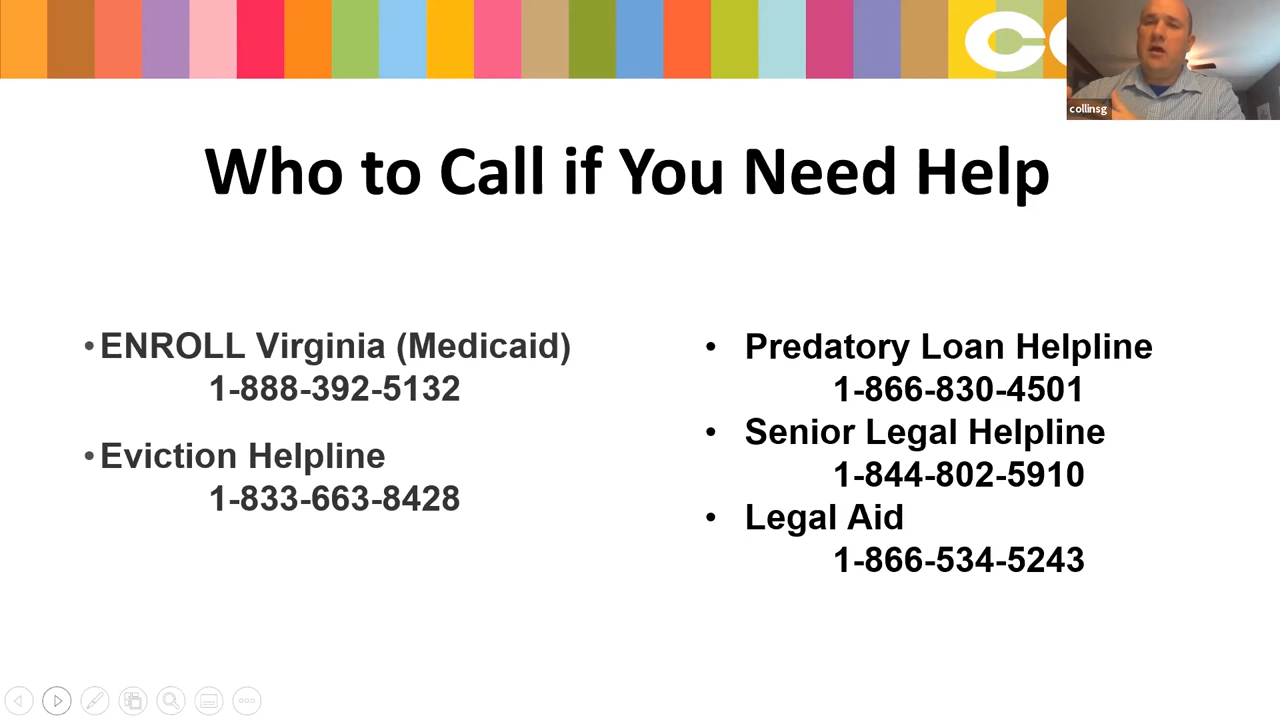 collinsg
Who to Call if You Need Help
•ENROLL Virginia (Medicaid)
1-888-392-5132
•Eviction Helpline
1-833-663-8428
• Predatory Loan Helpline
1-866-830-4501
• Senior Legal Helpline
1-844-802-5910
• Legal Aid
1-866-534-5243